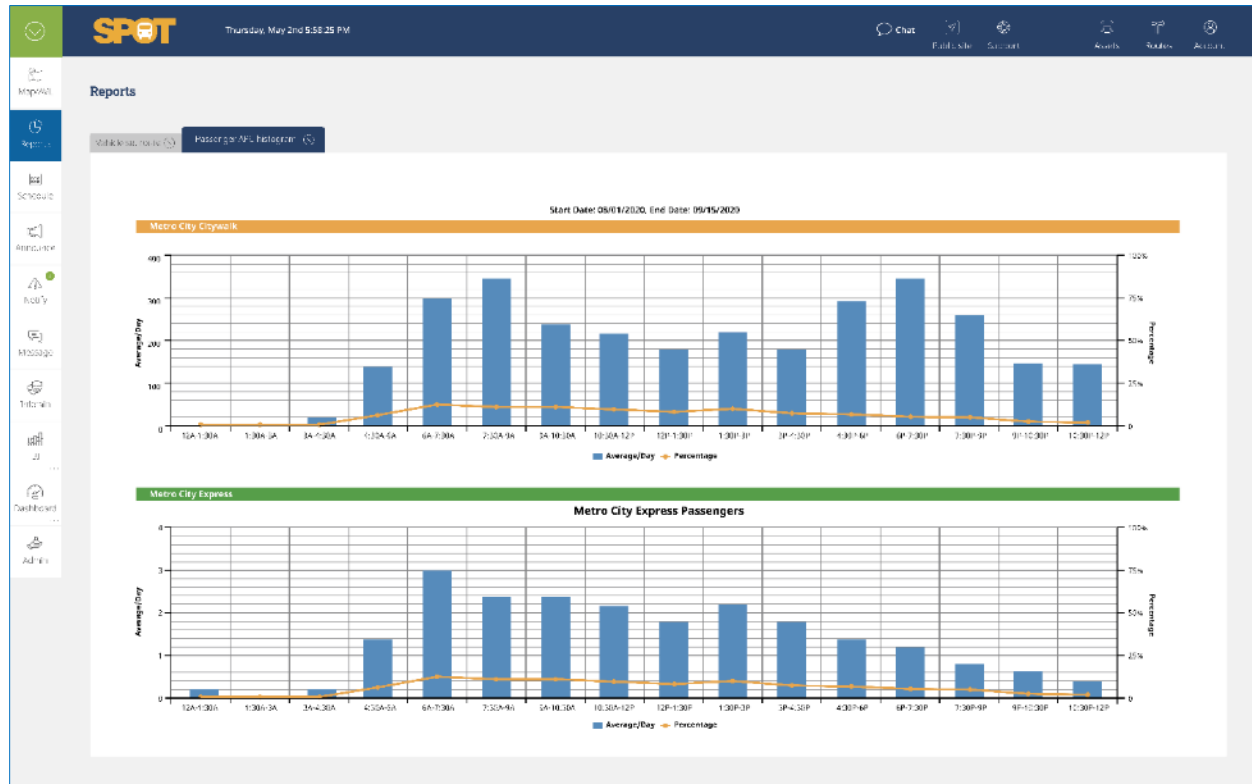 SPOT
Thursday, May 2nd 5:58:25 PM
Chat
Public site
Support
Assets
Routes
Account
Reports
Schedule
Announce
Notify
Message
Dashboard
Admin
Reports
Passenger APC histogram
Start Date: 08/01/2020, End Date: 09/15/2020
Metro City Citywalk
400
300
200
100
0
Average/Day
100%
75%
50%
25%
0
Percentage
12A-1:30A 1:30A-3A 3A-4:30A 4:30A-6A 6A-7:30A 7:30A-9A 9A-10:30A 10:30A-12P 12P-1:30P 1:30P-3P 3P-4:30P 4:30P-6P 6P-7:30P 7:30P-9P 9P-10:30P 10:30P-12P
Average/Day Percentage
Metro City Express
Metro City Express Passengers
4
3
2
1
0
Average/Day
100%
75%
50%
25%
0
Percentage
12A-1:30A 1:30A-3A 3A-4:30A 4:30A-6A 6A-7:30A 7:30A-9A 9A-10:30A 10:30A-12P 12P-1:30P 1:30P-3P 3P-4:30P 4:30P-6P 6P-7:30P 7:30P-9P 9P-10:30P 10:30P-12P
Average/Day Percentage